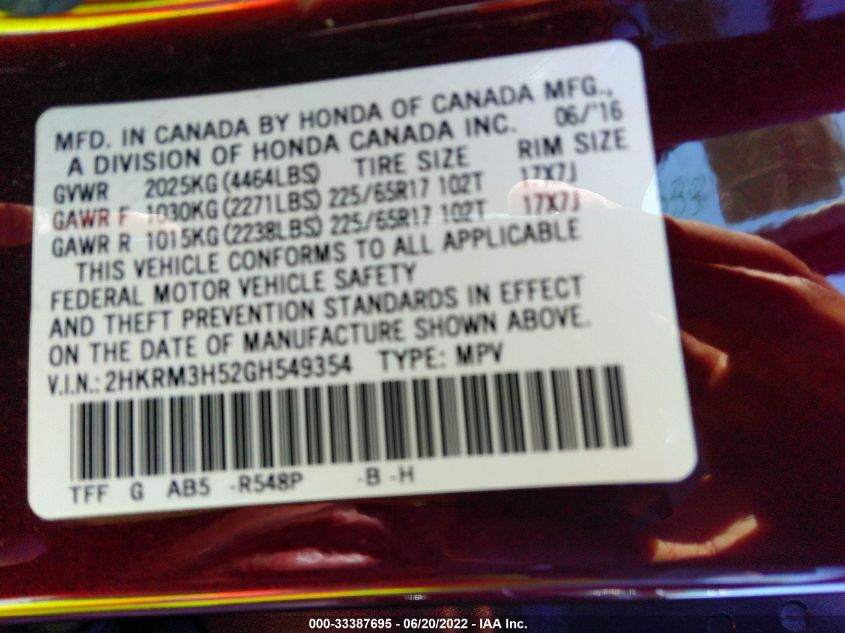 MFD. IN CANADA BY HONDA OF CANADA MFG.,
A DIVISION OF HONDA CANADA INC. 06/'16
TIRE SIZE RIM SIZE
GVWR 2025KG (4464LBS)
GAWR F 1030KG (2271LBS) 225/65R17 102T 17X7J
GAWR R 1015KG (2238LBS) 225/65R17 102T 17X7J
THIS VEHICLE CONFORMS TO ALL APPLICABLE
FEDERAL MOTOR VEHICLE SAFETY
AND THEFT PREVENTION STANDARDS IN EFFECT
ON THE DATE OF MANUFACTURE SHOWN ABOVE.
V.I.N.: 2HKRM3H52GH549354 TYPE: MPV
TFF G AB5 -R548P -B -H
000-33387695 - 06/20/2022 - IAA Inc.